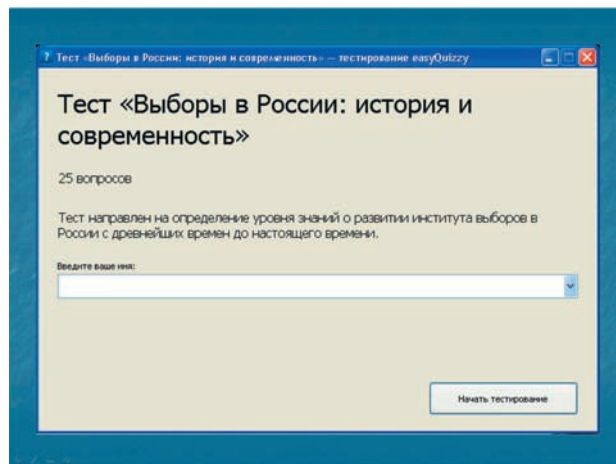 Тест «Выборы в России: история и современность» — тестирование easyQuizzy
Тест «Выборы в России: история и
современность»
25 вопросов
Тест направлен на определение уровня знаний о развитии института выборов в
России с древнейших времен до настоящего времени.
Введите ваше имя:
Начать тестирование